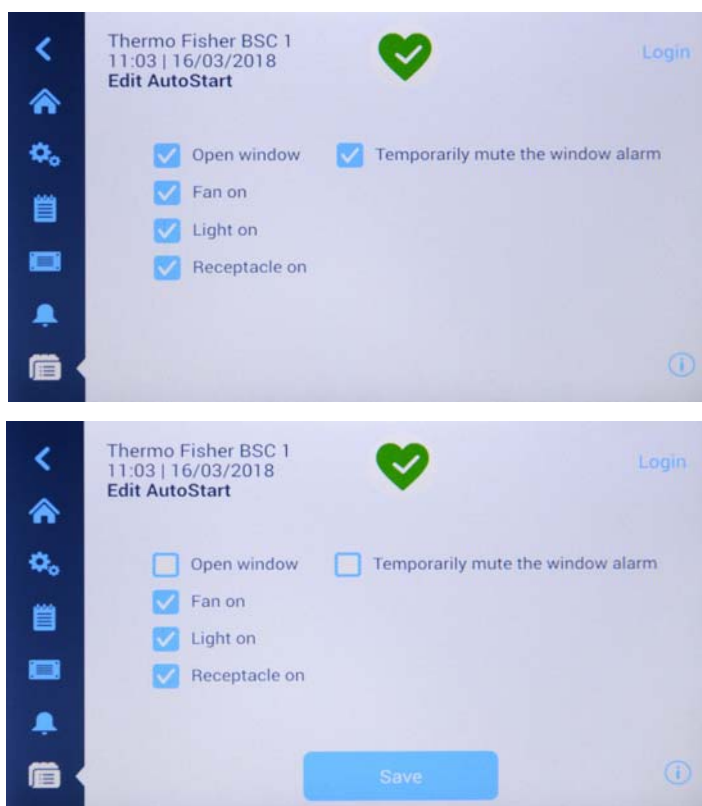 Thermo Fisher BSC 1
11:03 | 16/03/2018
Edit AutoStart
Login
Open window
Temporarily mute the window alarm
Fan on
Light on
Receptacle on
Thermo Fisher BSC 1
11:03 | 16/03/2018
Edit AutoStart
Login
Open window
Temporarily mute the window alarm
Fan on
Light on
Receptacle on
Save